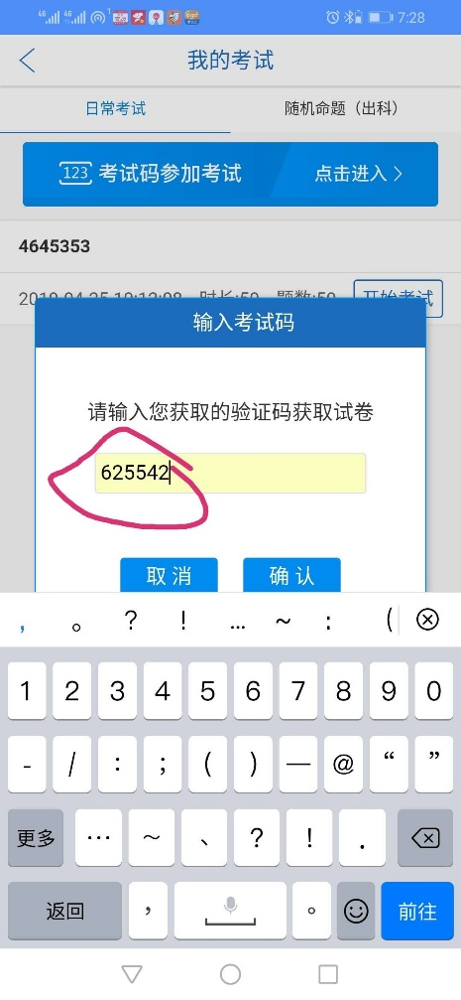 4G 4G 1 7:28
我的考试
日常考试 随机命题（出科）
123 考试码参加考试 点击进入
4645353
2019-04-25 10:12:08 时长:50 题数:50 开始考试
输入考试码
请输入您获取的验证码获取试卷
625542
取 消 确 认
, 。 ? ! … ~ : (
1 2 3 4 5 6 7 8 9 0
- / : ; ( ) — @ “ ”
更多 … ~ 、 ? ! .
返回 ， 。 前往